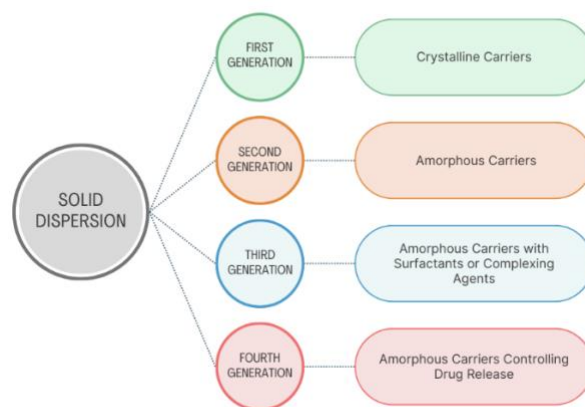 SOLID
DISPERSION
FIRST
GENERATION
Crystalline Carriers
SECOND
GENERATION
Amorphous Carriers
THIRD
GENERATION
Amorphous Carriers with
Surfactants or Complexing
Agents
FOURTH
GENERATION
Amorphous Carriers Controlling
Drug Release